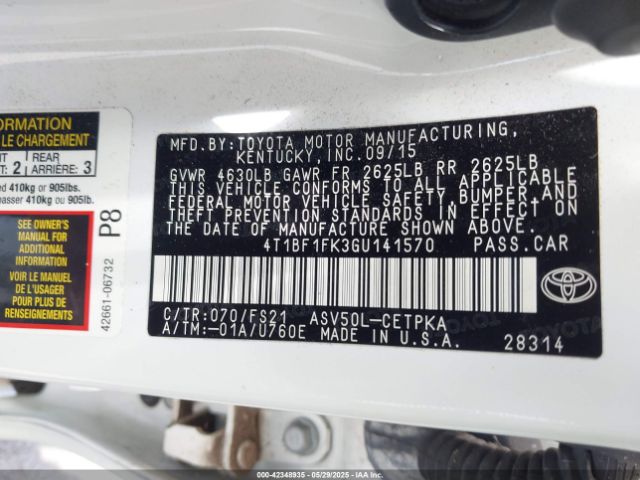 ORMATION
LE CHARGEMENT
NT
T: 2
REAR
ARRIÈRE: 3
d 410kg or 905lbs.
passer 410kg ou 905lbs.
SEE OWNER'S
MANUAL FOR
ADDITIONAL
INFORMATION
VOIR LE MANUEL
DE L'USAGER
POUR PLUS DE
42661-06732 P8
MFD.BY:TOYOTA MOTOR MANUFACTURING,
KENTUCKY, INC. 09/15
GVWR 4630LB GAWR FR 2625LB RR 2625LB
THIS VEHICLE CONFORMS TO ALL APPLICABLE
FEDERAL MOTOR VEHICLE SAFETY, BUMPER AND
THEFT PREVENTION STANDARDS IN EFFECT ON
THE DATE OF MANUFACTURE SHOWN ABOVE.
4T1BF1FK3GU141570 PASS.CAR
C/TR:070/FS21 ASV50L-CETPKA
A/TM:-01A/U760E MADE IN U.S.A.
28314
TOYOTA
000-42348935 - 05/29/2025 - IAAI.COM